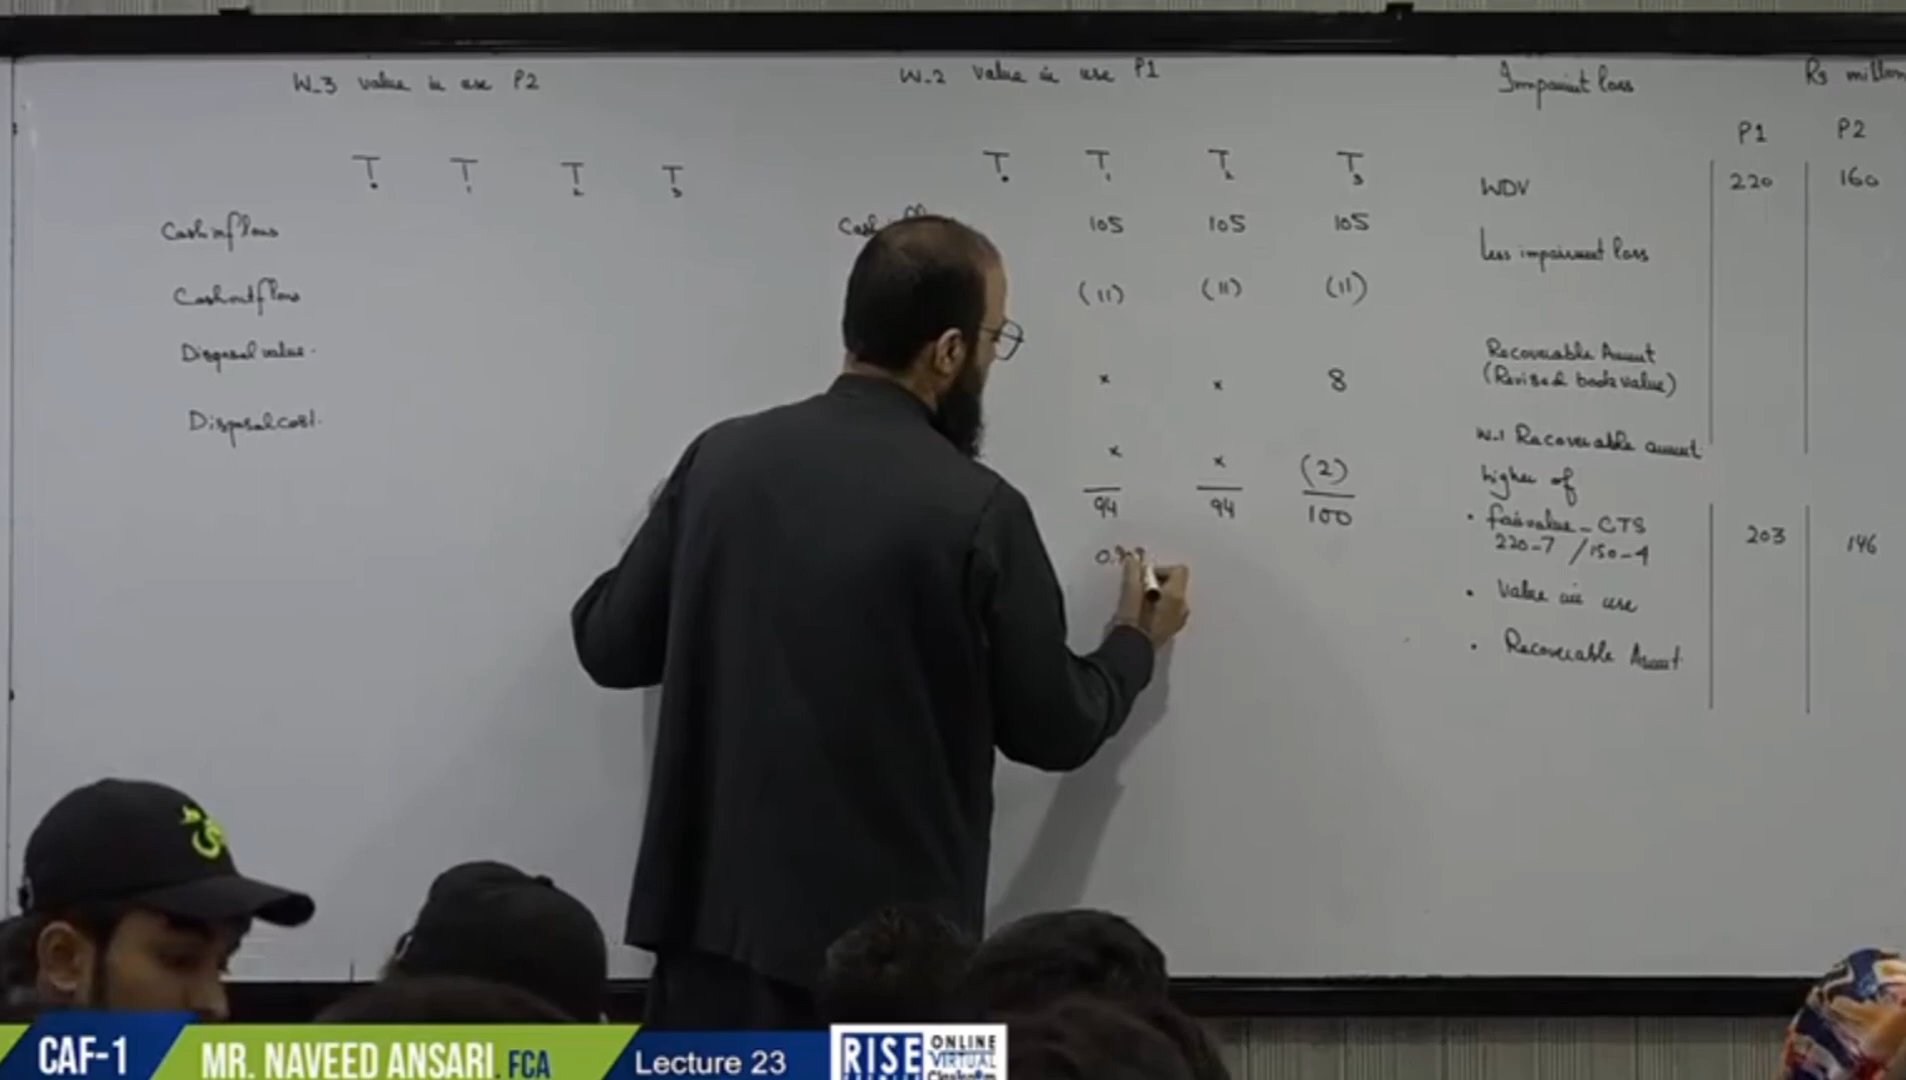 W-3 value in use P2
T0 T1 T2 T3
Cash inflows
Cash outflows
Disposal value
Disposal cost
W-2 value in use P1
T0 T1 T2 T3
Cash 105 105 105
(11) (11) (11)
x x 8
x x (2)
94 94 100
Impairment loss Rs million
P1 P2
WDV 220 160
Less impairment loss
Recoverable Amount
(Revised book value)
W-1 Recoverable amount
higher of
• fair value - CTS 203 146
220-7 / 150-4
• Value in use
• Recoverable Amount
CAF-1
MR. NAVEED ANSARI. FCA
Lecture 23
RISE
ONLINE
VIRTUAL